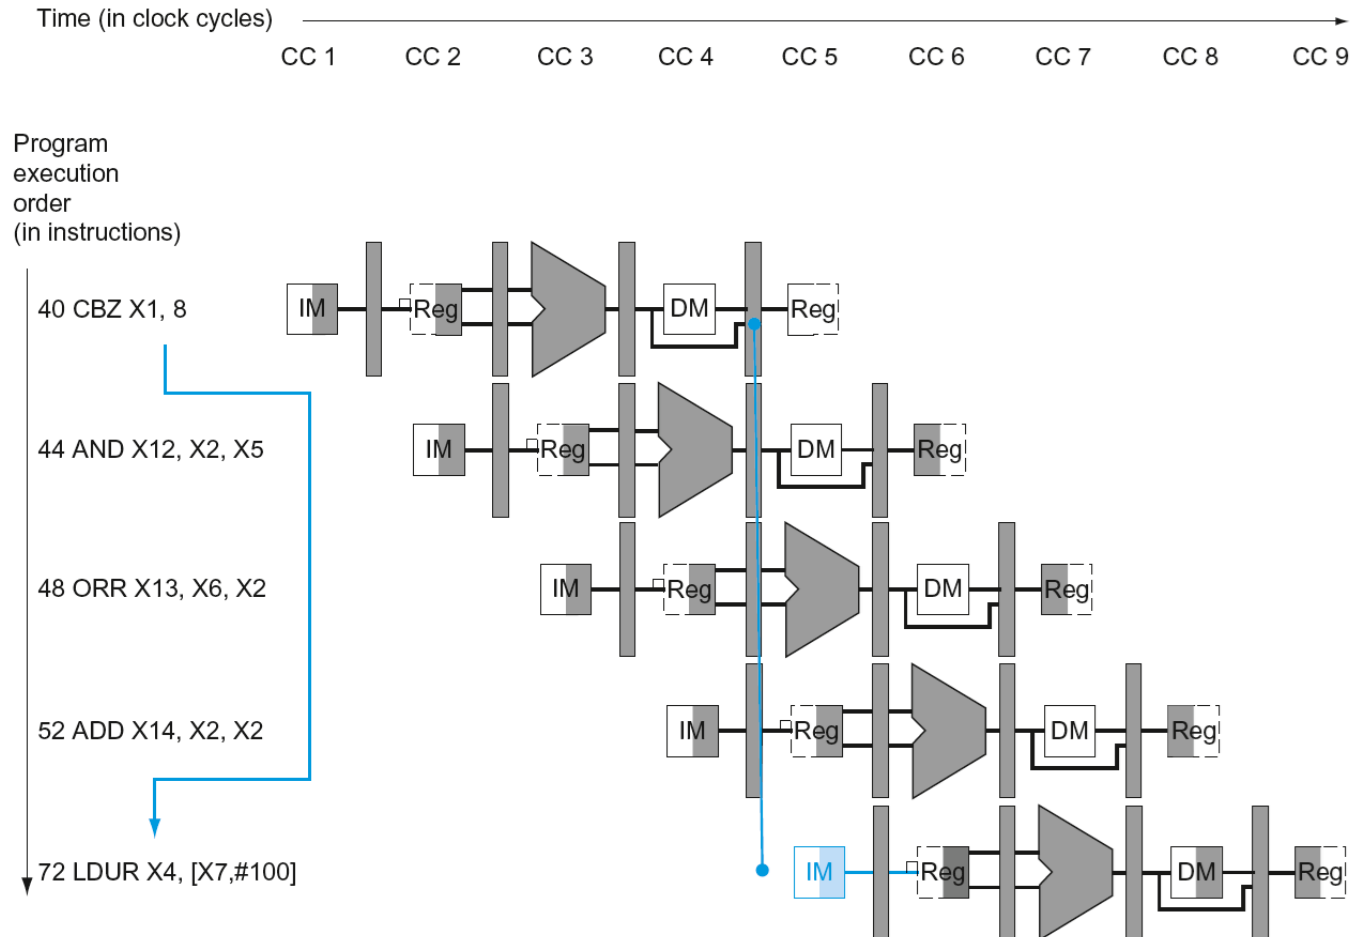 Time (in clock cycles)
CC 1 CC 2 CC 3 CC 4 CC 5 CC 6 CC 7 CC 8 CC 9
Program
execution
order
(in instructions)
40 CBZ X1, 8 IM Reg DM Reg
44 AND X12, X2, X5 IM Reg DM Reg
48 ORR X13, X6, X2 IM Reg DM Reg
52 ADD X14, X2, X2 IM Reg DM Reg
72 LDUR X4, [X7,#100] IM Reg DM Reg